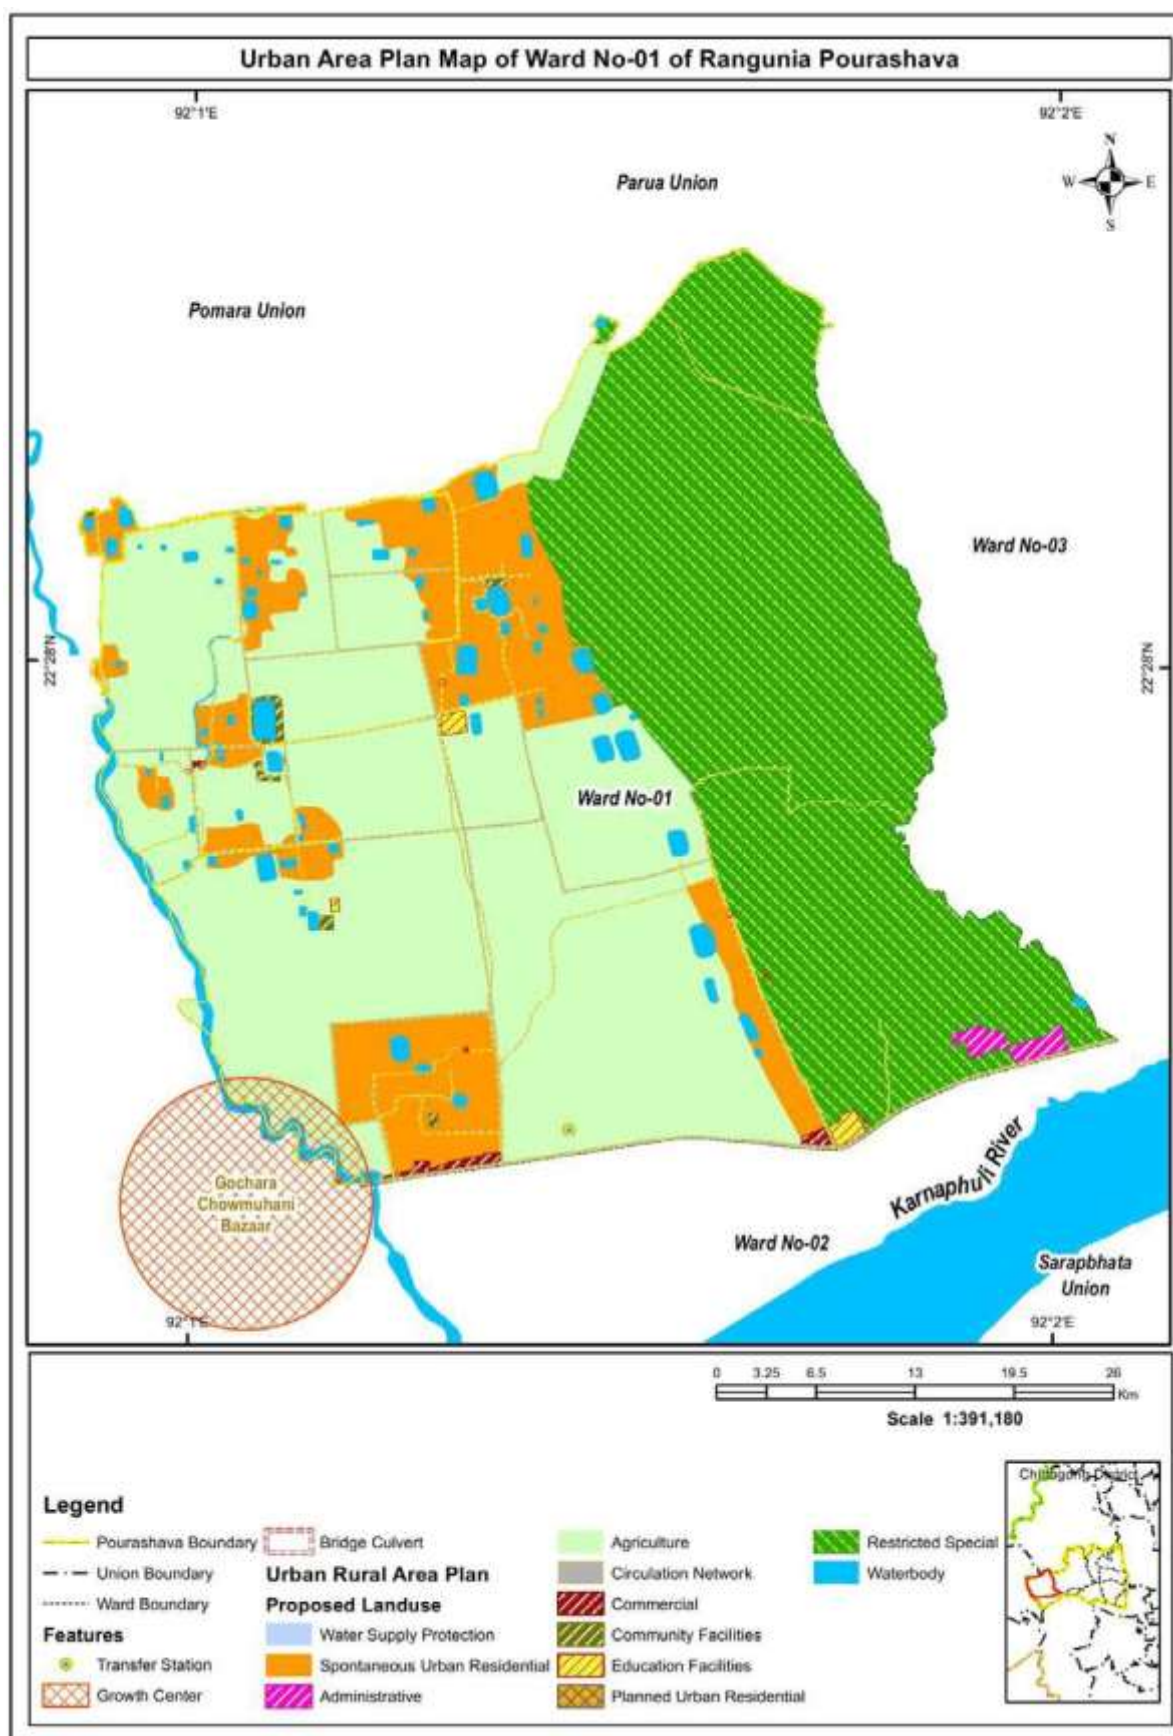 Urban Area Plan Map of Ward No-01 of Rangunia Pourashava
92°1'E
92°2'E
N
W
E
S
Parua Union
Pomara Union
Ward No-03
22°28'N
22°28'N
Ward No-01
Gochara
Chowmuhani
Bazaar
Karnaphuli River
Ward No-02
Sarapbhata
Union
92°1'E
92°2'E
0 3.25 6.5 13 19.5 26
Km
Scale 1:391,180
Chittagong District
Legend
Pourashava Boundary
Union Boundary
Ward Boundary
Features
Transfer Station
Growth Center
Bridge Culvert
Urban Rural Area Plan
Proposed Landuse
Water Supply Protection
Spontaneous Urban Residential
Administrative
Agriculture
Circulation Network
Commercial
Community Facilities
Education Facilities
Planned Urban Residential
Restricted Special
Waterbody